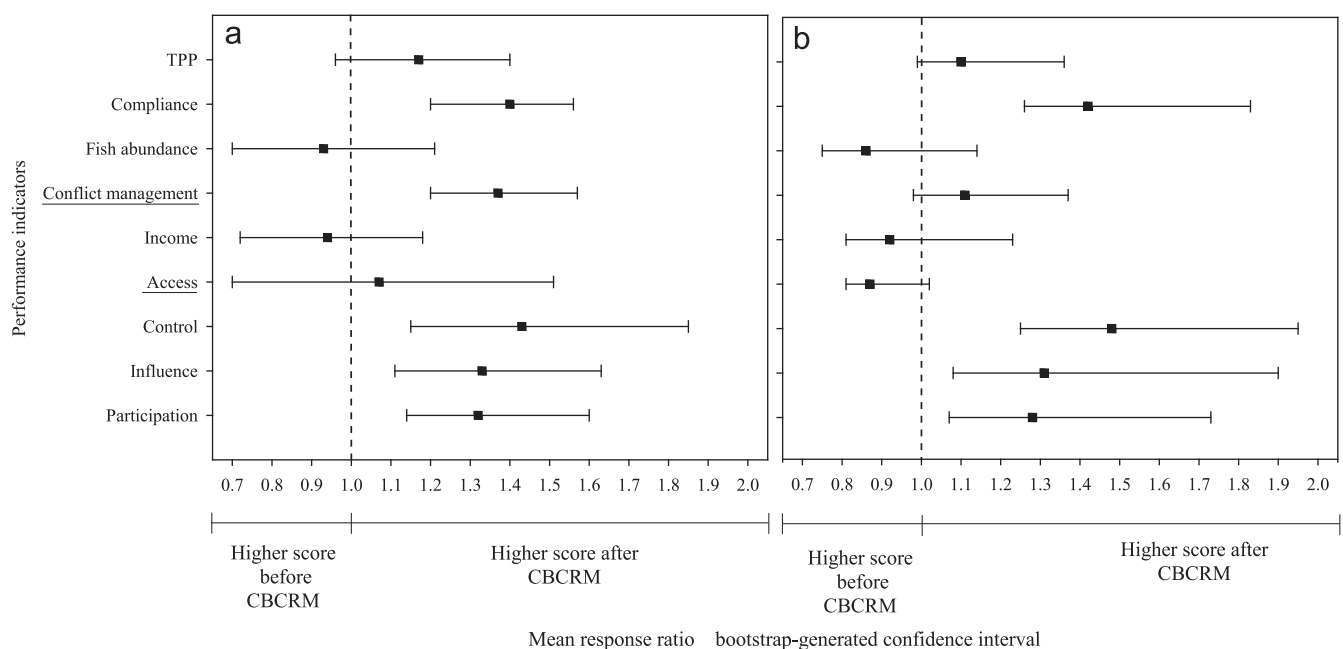 a
b
TPP
Compliance
Fish abundance
Conflict management
Income
Access
Control
Influence
Participation
Performance indicators
0.7 0.8 0.9 1.0 1.1 1.2 1.3 1.4 1.5 1.6 1.7 1.8 1.9 2.0
0.7 0.8 0.9 1.0 1.1 1.2 1.3 1.4 1.5 1.6 1.7 1.8 1.9 2.0
Higher score
before
CBCRM
Higher score after
CBCRM
Higher score
before
CBCRM
Higher score after
CBCRM
Mean response ratio bootstrap-generated confidence interval